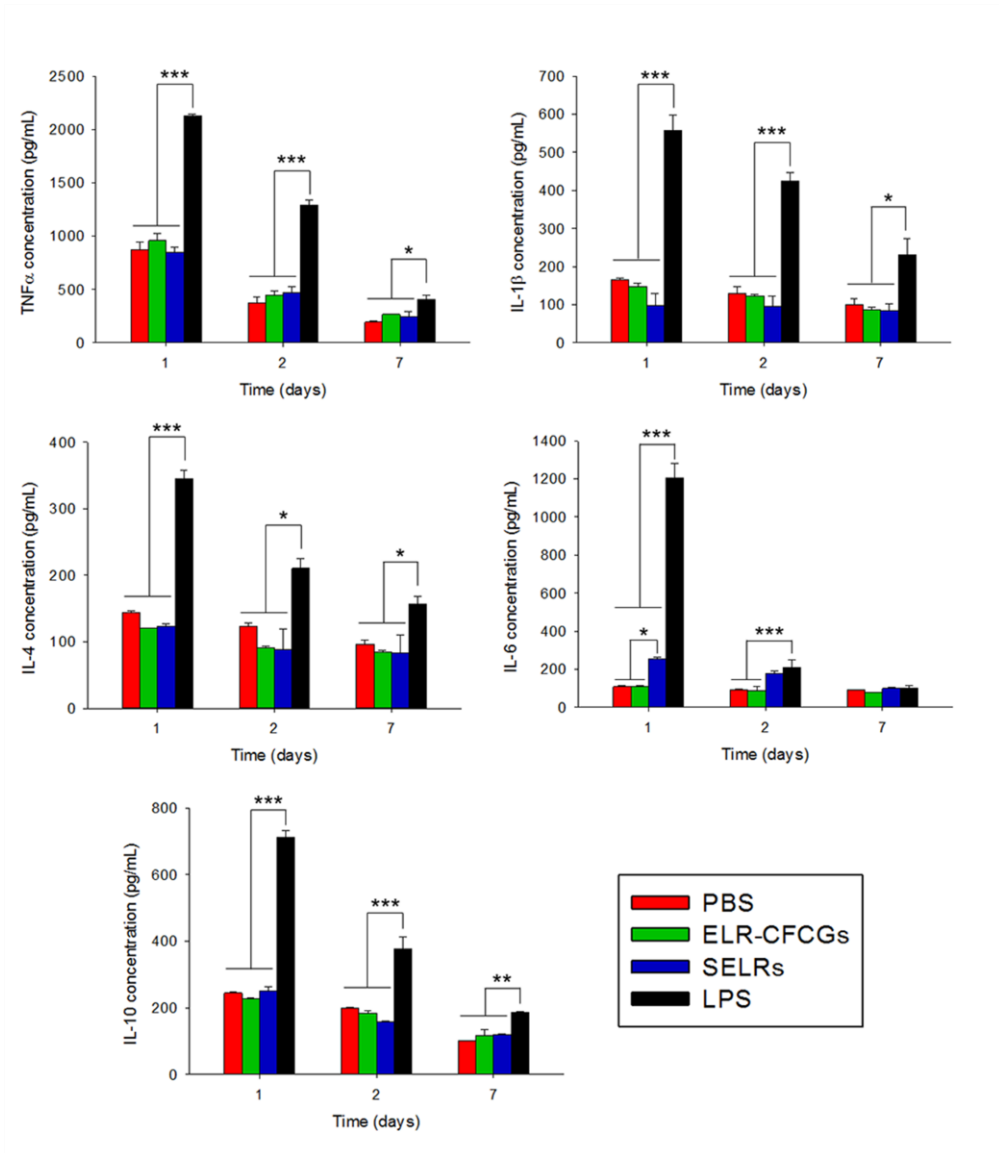 TNFα concentration (pg/mL)
2500
2000
1500
1000
500
0
***
***
*
1 2 7
Time (days)
IL-1β concentration (pg/mL)
700
600
500
400
300
200
100
0
***
***
*
1 2 7
Time (days)
IL-4 concentration (pg/mL)
400
300
200
100
0
***
*
*
1 2 7
Time (days)
IL-6 concentration (pg/mL)
1400
1200
1000
800
600
400
200
0
***
*
***
1 2 7
Time (days)
IL-10 concentration (pg/mL)
800
600
400
200
0
***
***
**
1 2 7
Time (days)
PBS
ELR-CFCGs
SELRs
LPS